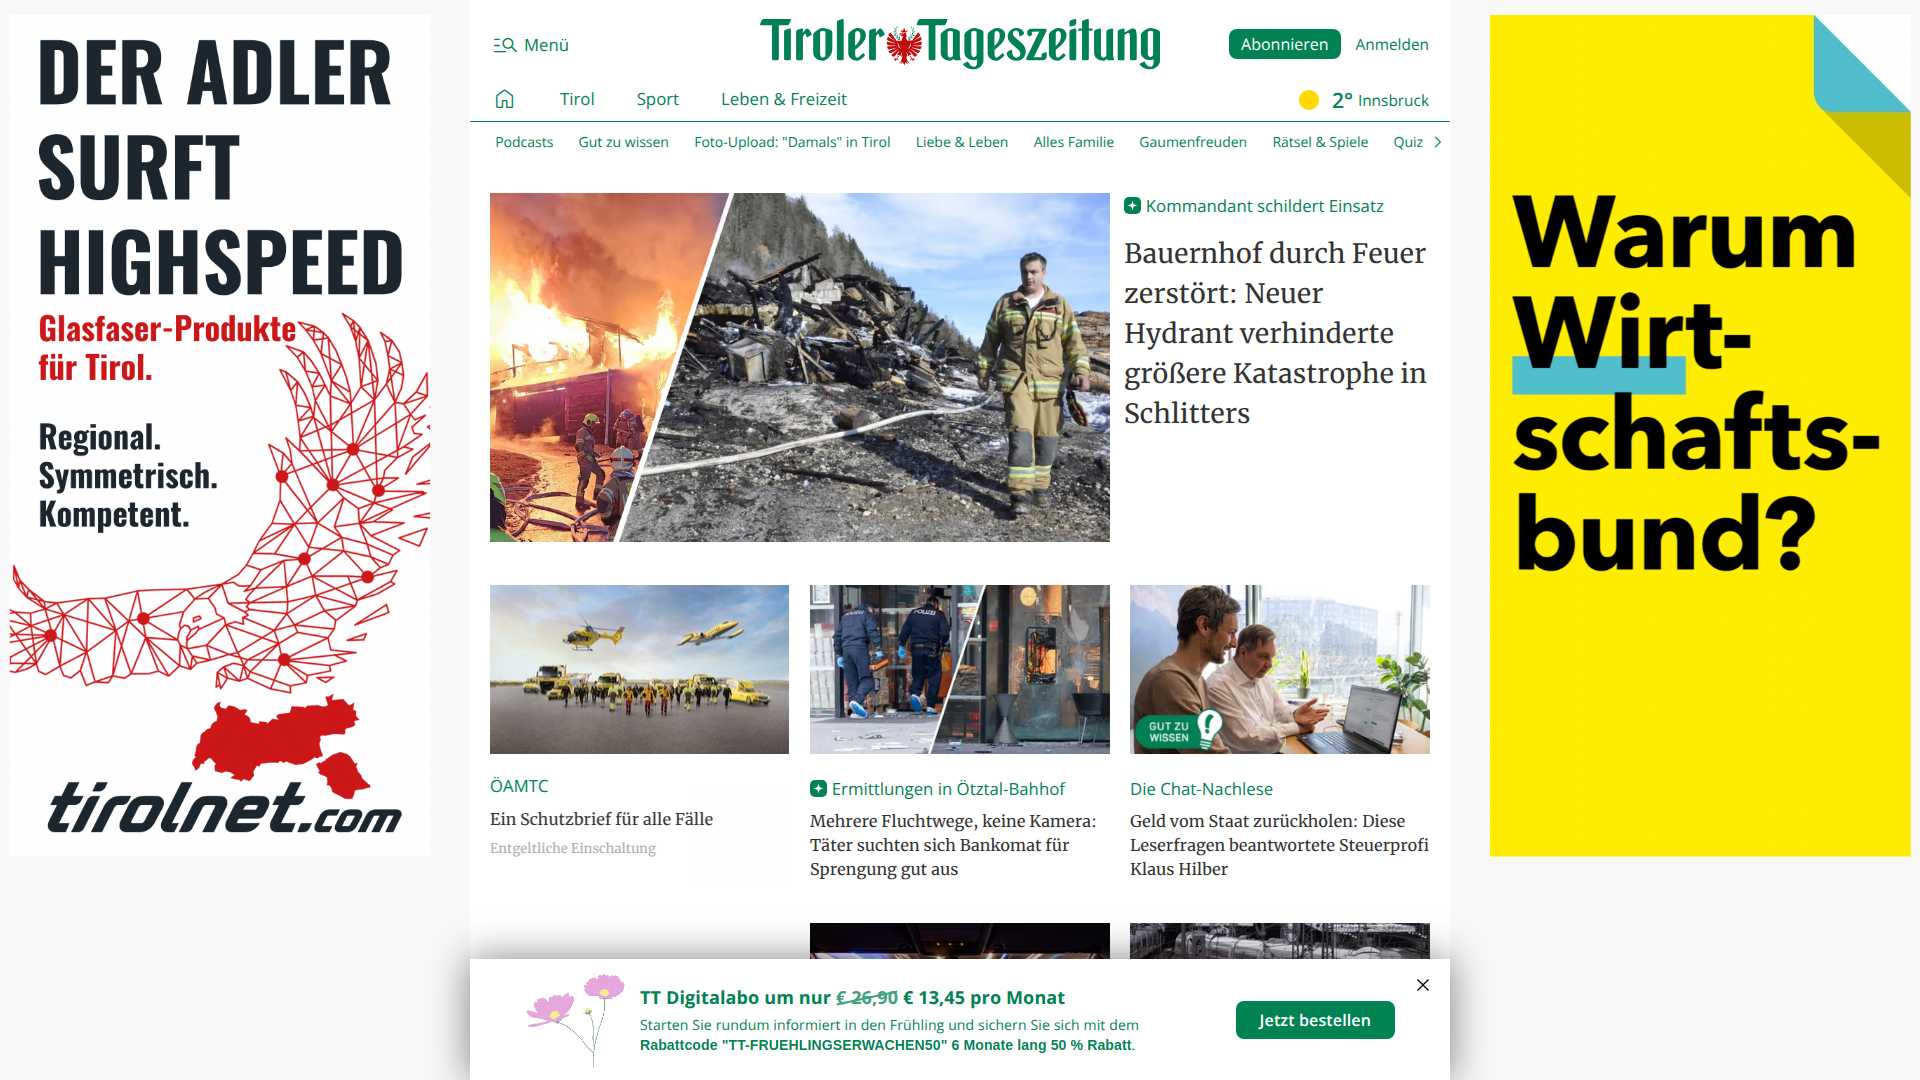 DER ADLER
SURFT
HIGHSPEED
Glasfaser-Produkte
für Tirol.
Regional.
Symmetrisch.
Kompetent.
tirolnet.com
Menü
Tiroler Tageszeitung
Abonnieren
Anmelden
Tirol
Sport
Leben & Freizeit
2° Innsbruck
Podcasts
Gut zu wissen
Foto-Upload: "Damals" in Tirol
Liebe & Leben
Alles Familie
Gaumenfreuden
Rätsel & Spiele
Quiz
Kommandant schildert Einsatz
Bauernhof durch Feuer
zerstört: Neuer
Hydrant verhinderte
größere Katastrophe in
Schlitters
POLIZEI
GUT ZU
WISSEN
ÖAMTC
Ein Schutzbrief für alle Fälle
Entgeltliche Einschaltung
Ermittlungen in Ötztal-Bahnhof
Mehrere Fluchtwege, keine Kamera:
Täter suchten sich Bankomat für
Sprengung gut aus
Die Chat-Nachlese
Geld vom Staat zurückholen: Diese
Leserfragen beantwortete Steuerprofi
Klaus Hilber
TT Digitalabo um nur € 26,90 € 13,45 pro Monat
Starten Sie rundum informiert in den Frühling und sichern Sie sich mit dem
Rabattcode "TT-FRUEHLINGSERWACHEN50" 6 Monate lang 50 % Rabatt.
Jetzt bestellen
Warum
Wirt-
schafts-
bund?